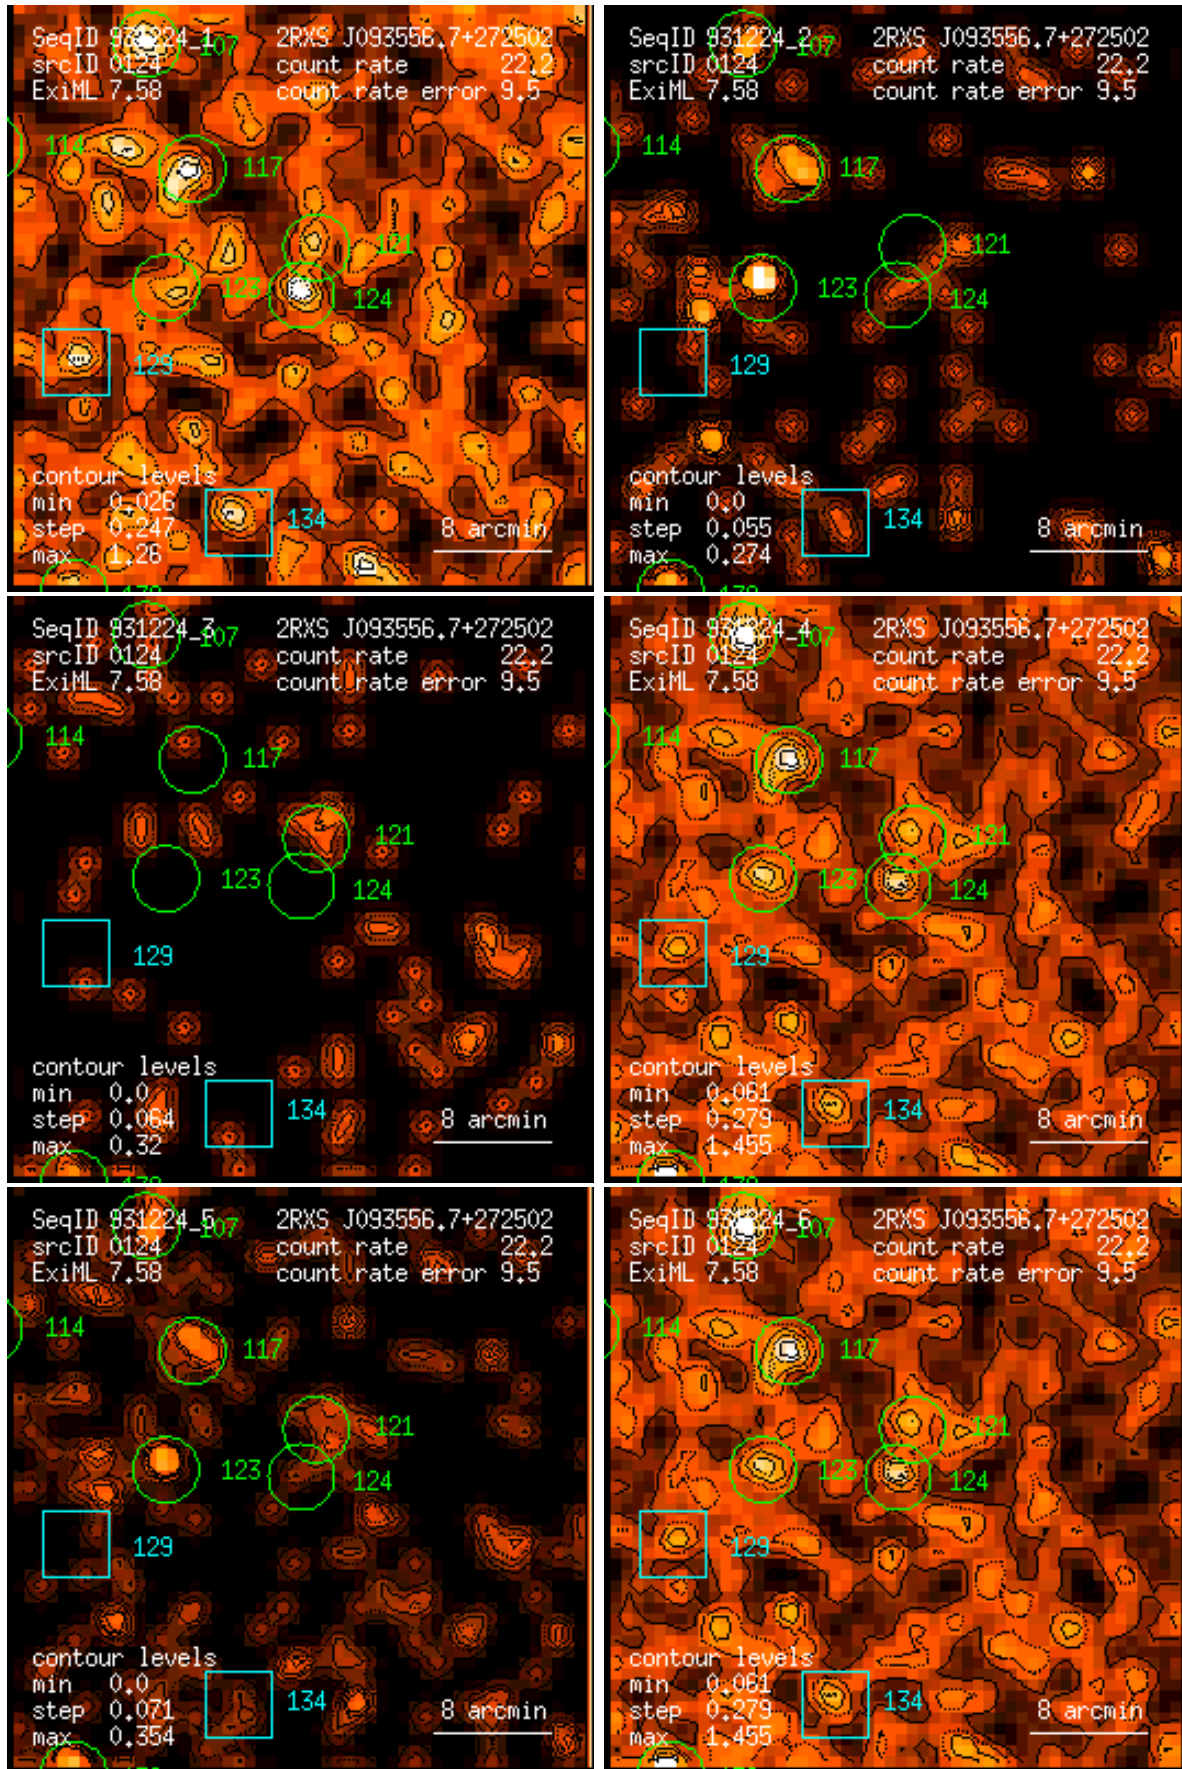 SeqID 931224_1 107 2RXS J093556.7+272502
srcID 0124 count rate 22.2
ExiML 7.58 count rate error 9.5
114
117
121
123
124
129
contour levels
min 0.026
134
step 0.247
8 arcmin
max 1.26
SeqID 931224_2 107 2RXS J093556.7+272502
srcID 0124 count rate 22.2
ExiML 7.58 count rate error 9.5
114
117
121
123
124
129
contour levels
min 0.0
134
step 0.055
8 arcmin
max 0.274
SeqID 931224_3 107 2RXS J093556.7+272502
srcID 0124 count rate 22.2
ExiML 7.58 count rate error 9.5
114
117
121
123
124
129
contour levels
min 0.0
134
step 0.064
8 arcmin
max 0.32
SeqID 931224_4 107 2RXS J093556.7+272502
srcID 0124 count rate 22.2
ExiML 7.58 count rate error 9.5
114
117
121
123
124
129
contour levels
min 0.061
134
step 0.279
8 arcmin
max 1.455
SeqID 931224_5 107 2RXS J093556.7+272502
srcID 0124 count rate 22.2
ExiML 7.58 count rate error 9.5
114
117
121
123
124
129
contour levels
min 0.0
134
step 0.071
8 arcmin
max 0.354
SeqID 931224_6 107 2RXS J093556.7+272502
srcID 0124 count rate 22.2
ExiML 7.58 count rate error 9.5
114
117
121
123
124
129
contour levels
min 0.061
134
step 0.279
8 arcmin
max 1.455